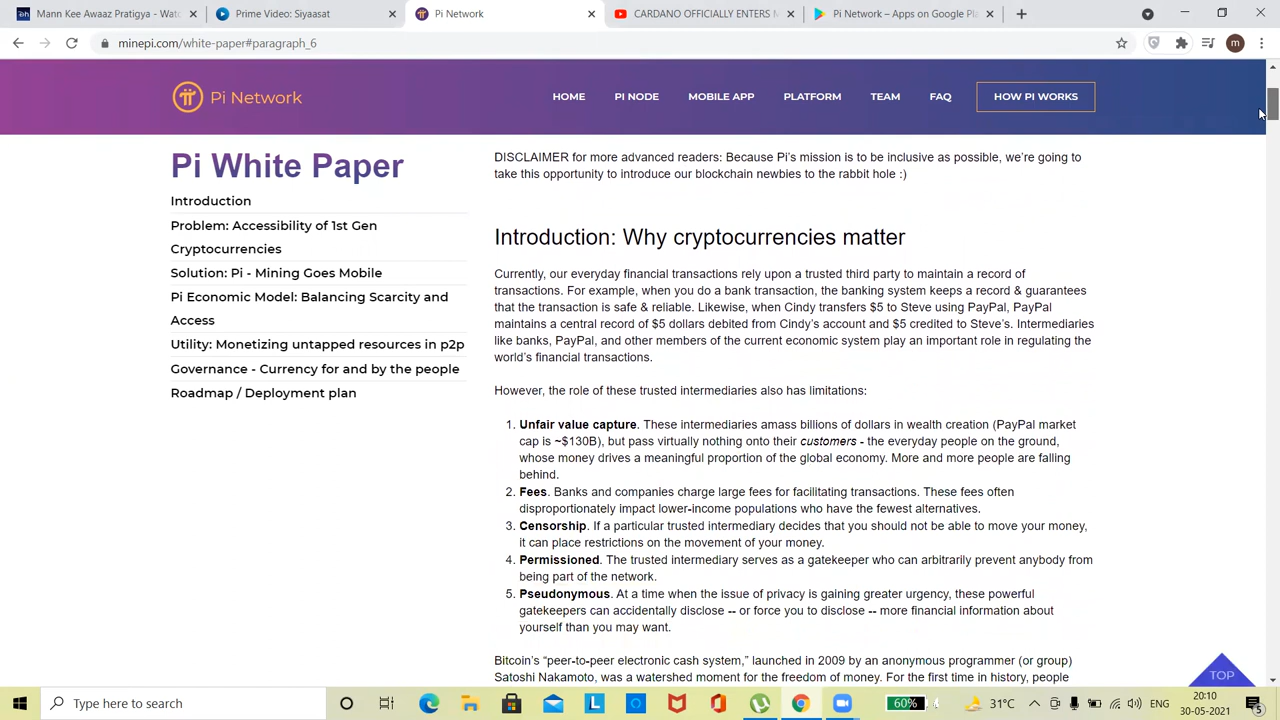 Mann Kee Awaaz Pratigya - Wat
Prime Video: Siyaasat
Pi Network
CARDANO OFFICIALLY ENTERS
Pi Network – Apps on Google Pla
minepi.com/white-paper#paragraph_6
m
Pi Network
HOME
PI NODE
MOBILE APP
PLATFORM
TEAM
FAQ
HOW PI WORKS
Pi White Paper
Introduction
Problem: Accessibility of 1st Gen
Cryptocurrencies
Solution: Pi - Mining Goes Mobile
Pi Economic Model: Balancing Scarcity and
Access
Utility: Monetizing untapped resources in p2p
Governance - Currency for and by the people
Roadmap / Deployment plan
DISCLAIMER for more advanced readers: Because Pi's mission is to be inclusive as possible, we're going to
take this opportunity to introduce our blockchain newbies to the rabbit hole :)
Introduction: Why cryptocurrencies matter
Currently, our everyday financial transactions rely upon a trusted third party to maintain a record of
transactions. For example, when you do a bank transaction, the banking system keeps a record & guarantees
that the transaction is safe & reliable. Likewise, when Cindy transfers $5 to Steve using PayPal, PayPal
maintains a central record of $5 dollars debited from Cindy's account and $5 credited to Steve's. Intermediaries
like banks, PayPal, and other members of the current economic system play an important role in regulating the
world's financial transactions.
However, the role of these trusted intermediaries also has limitations:
1. Unfair value capture. These intermediaries amass billions of dollars in wealth creation (PayPal market
cap is ~$130B), but pass virtually nothing onto their customers - the everyday people on the ground,
whose money drives a meaningful proportion of the global economy. More and more people are falling
behind.
2. Fees. Banks and companies charge large fees for facilitating transactions. These fees often
disproportionately impact lower-income populations who have the fewest alternatives.
3. Censorship. If a particular trusted intermediary decides that you should not be able to move your money,
it can place restrictions on the movement of your money.
4. Permissioned. The trusted intermediary serves as a gatekeeper who can arbitrarily prevent anybody from
being part of the network.
5. Pseudonymous. At a time when the issue of privacy is gaining greater urgency, these powerful
gatekeepers can accidentally disclose -- or force you to disclose -- more financial information about
yourself than you may want.
Bitcoin's "peer-to-peer electronic cash system," launched in 2009 by an anonymous programmer (or group)
Satoshi Nakamoto, was a watershed moment for the freedom of money. For the first time in history, people
TOP
Type here to search
L
60%
31°C
ENG
20:10
30-05-2021
5